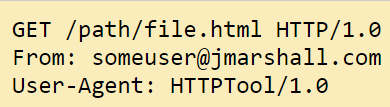 GET /path/file.html HTTP/1.0
From: someuser@jmarshall.com
User-Agent: HTTPTool/1.0